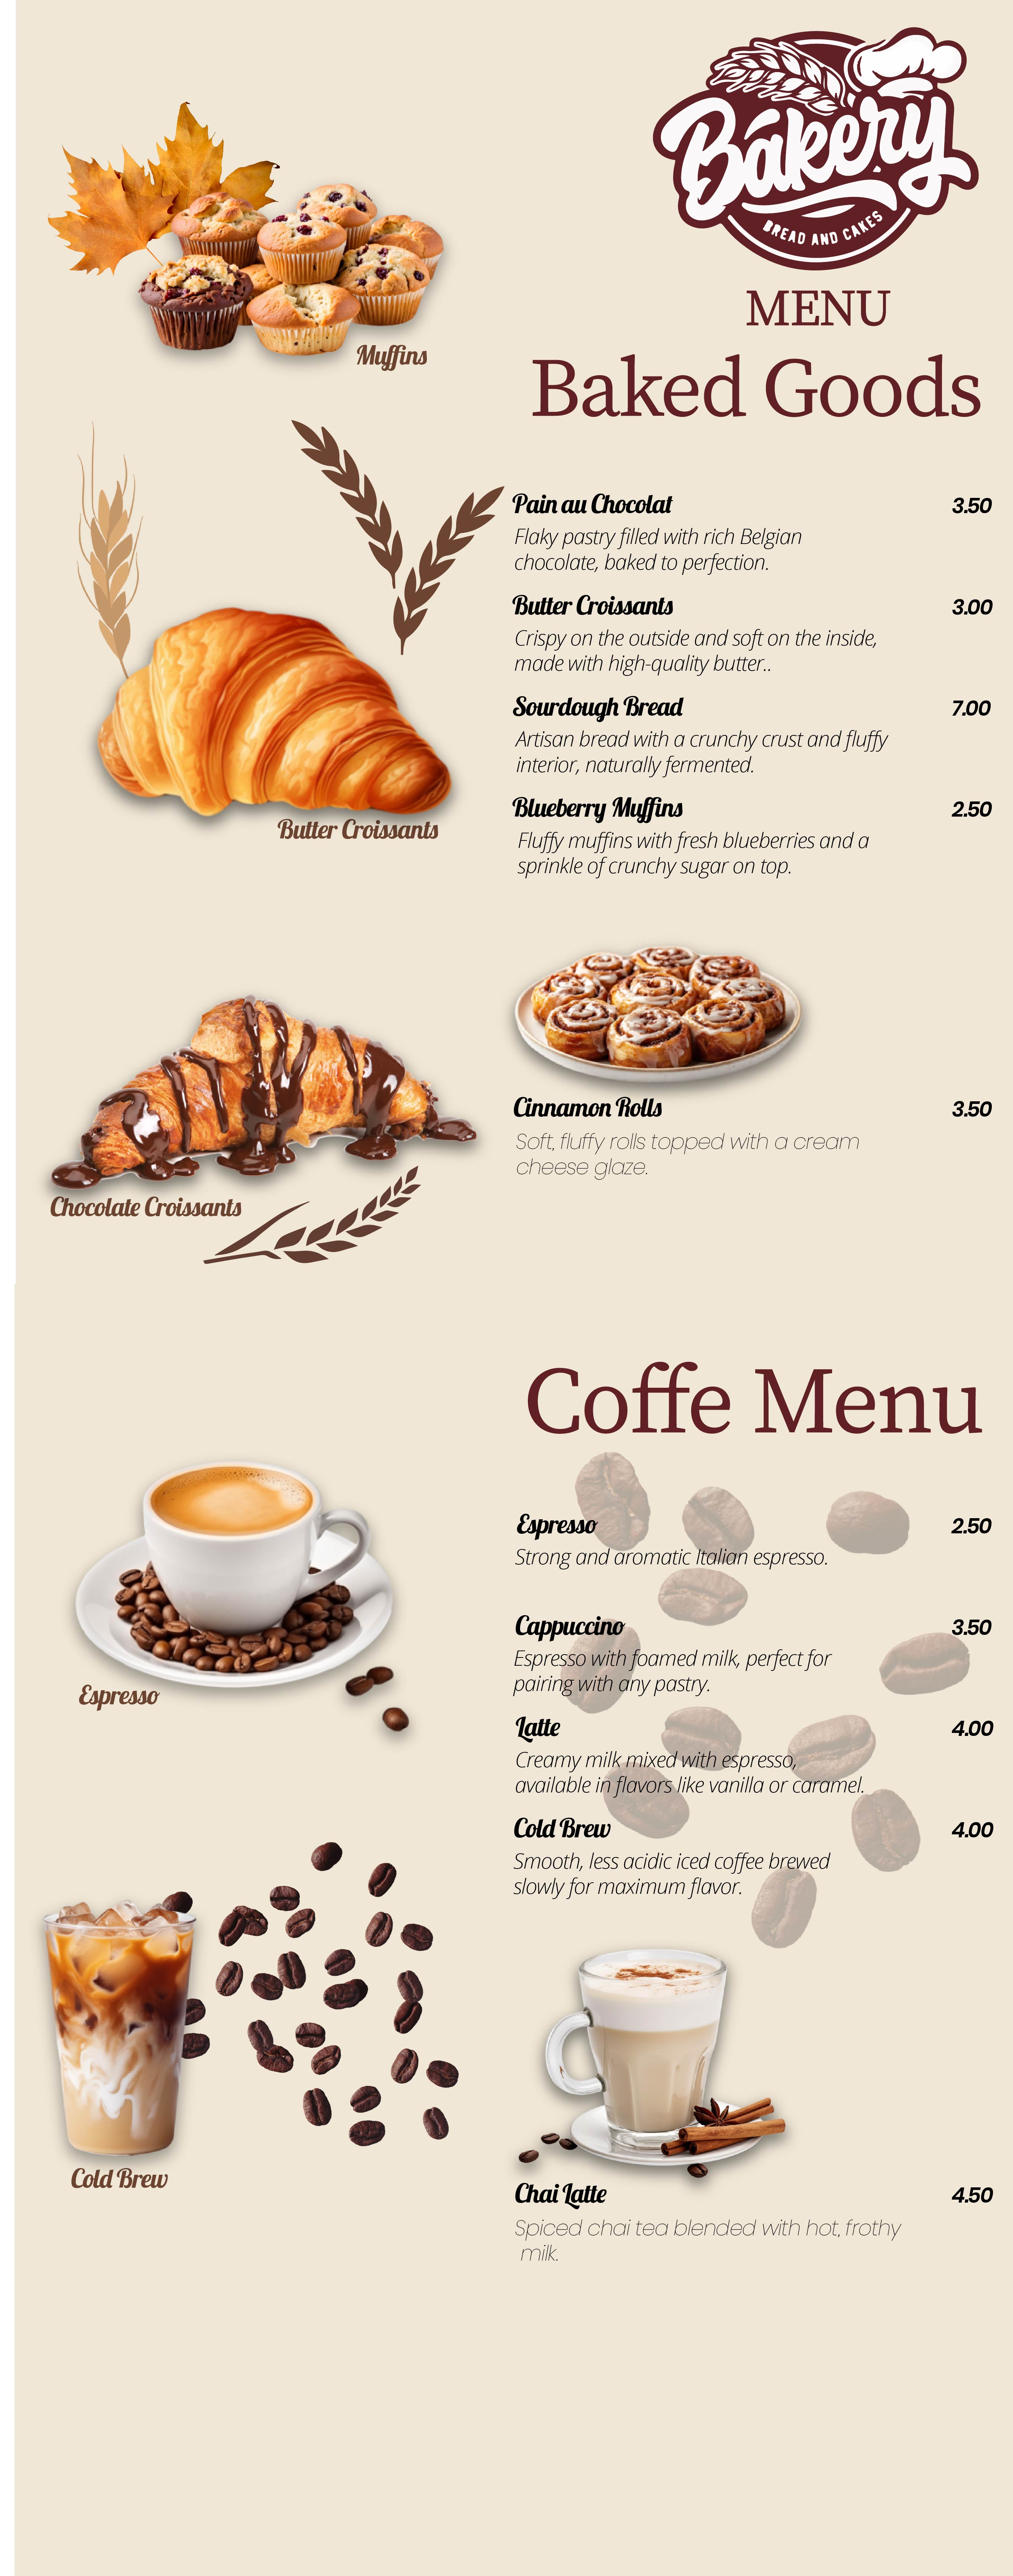 Bakery
BREAD AND CAKES
MENU
Baked Goods
Muffins
Pain au Chocolat 3.50
Flaky pastry filled with rich Belgian
chocolate, baked to perfection.
Butter Croissants 3.00
Crispy on the outside and soft on the inside,
made with high-quality butter..
Sourdough Bread 7.00
Artisan bread with a crunchy crust and fluffy
interior, naturally fermented.
Blueberry Muffins 2.50
Fluffy muffins with fresh blueberries and a
sprinkle of crunchy sugar on top.
Butter Croissants
Cinnamon Rolls 3.50
Soft, fluffy rolls topped with a cream
cheese glaze.
Chocolate Croissants
Coffe Menu
Espresso 2.50
Strong and aromatic Italian espresso.
Cappuccino 3.50
Espresso with foamed milk, perfect for
pairing with any pastry.
Espresso
Latte 4.00
Creamy milk mixed with espresso,
available in flavors like vanilla or caramel.
Cold Brew 4.00
Smooth, less acidic iced coffee brewed
slowly for maximum flavor.
Cold Brew
Chai Latte 4.50
Spiced chai tea blended with hot, frothy
milk.